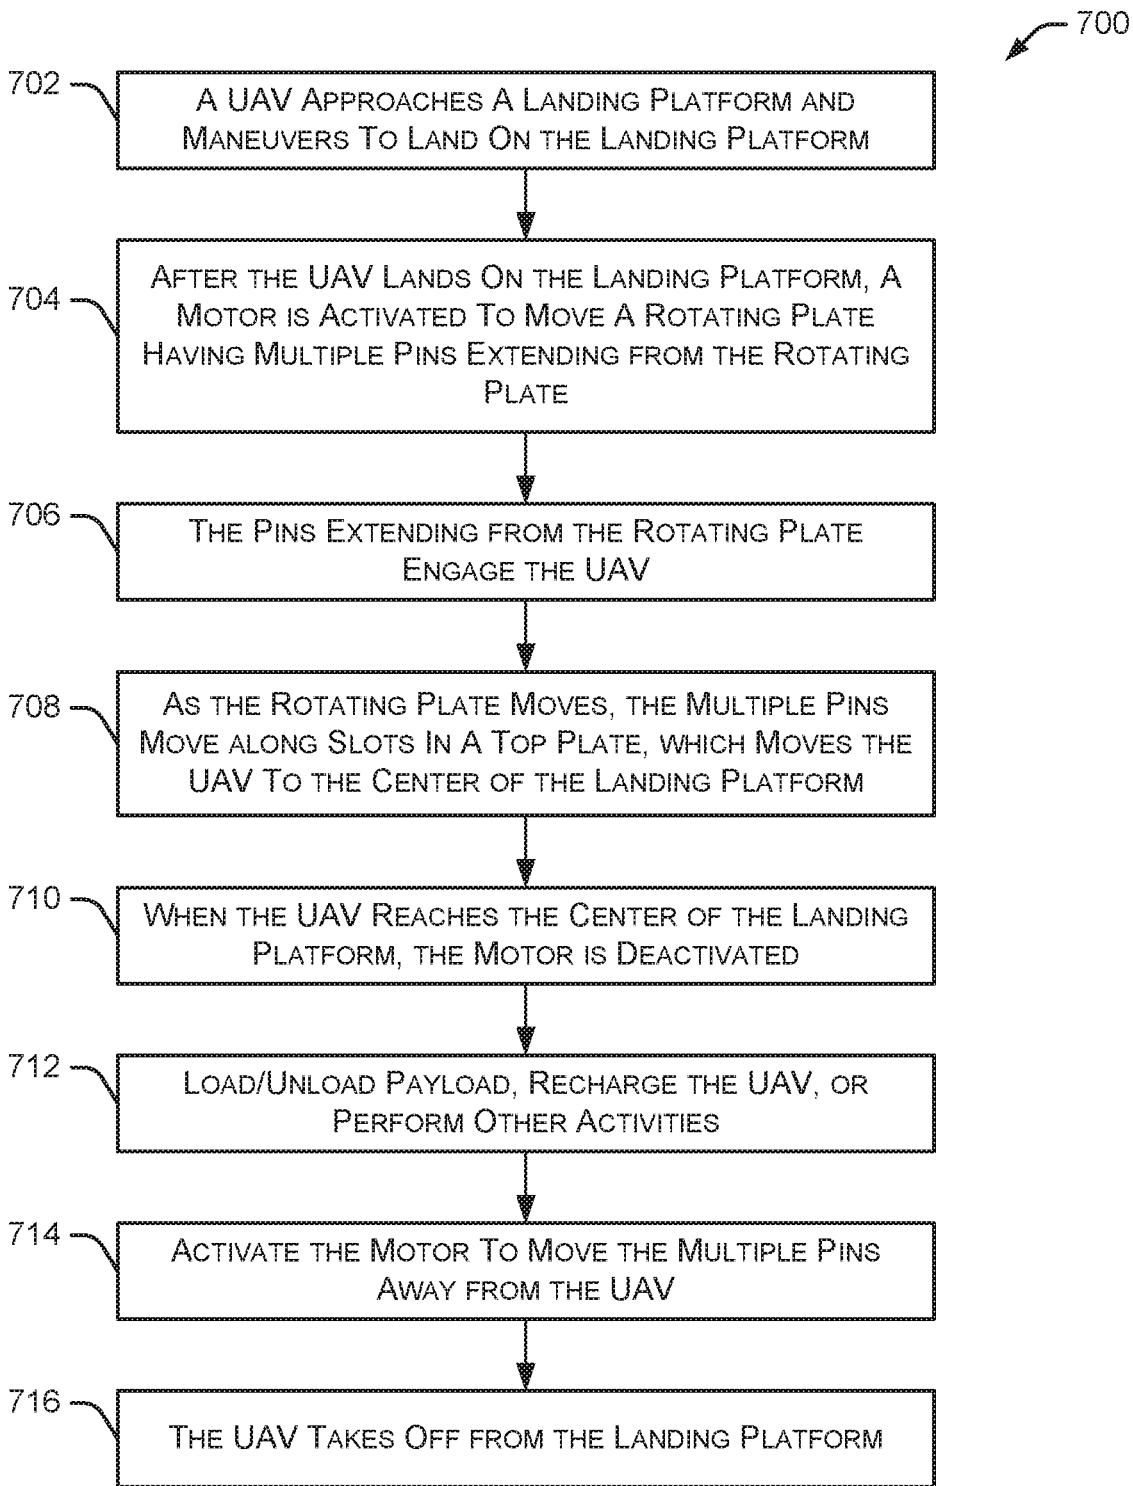 700
702
A UAV APPROACHES A LANDING PLATFORM AND
MANEUVERS TO LAND ON THE LANDING PLATFORM
704
AFTER THE UAV LANDS ON THE LANDING PLATFORM, A
MOTOR IS ACTIVATED TO MOVE A ROTATING PLATE
HAVING MULTIPLE PINS EXTENDING FROM THE ROTATING
PLATE
706
THE PINS EXTENDING FROM THE ROTATING PLATE
ENGAGE THE UAV
708
AS THE ROTATING PLATE MOVES, THE MULTIPLE PINS
MOVE ALONG SLOTS IN A TOP PLATE, WHICH MOVES THE
UAV TO THE CENTER OF THE LANDING PLATFORM
710
WHEN THE UAV REACHES THE CENTER OF THE LANDING
PLATFORM, THE MOTOR IS DEACTIVATED
712
LOAD/UNLOAD PAYLOAD, RECHARGE THE UAV, OR
PERFORM OTHER ACTIVITIES
714
ACTIVATE THE MOTOR TO MOVE THE MULTIPLE PINS
AWAY FROM THE UAV
716
THE UAV TAKES OFF FROM THE LANDING PLATFORM